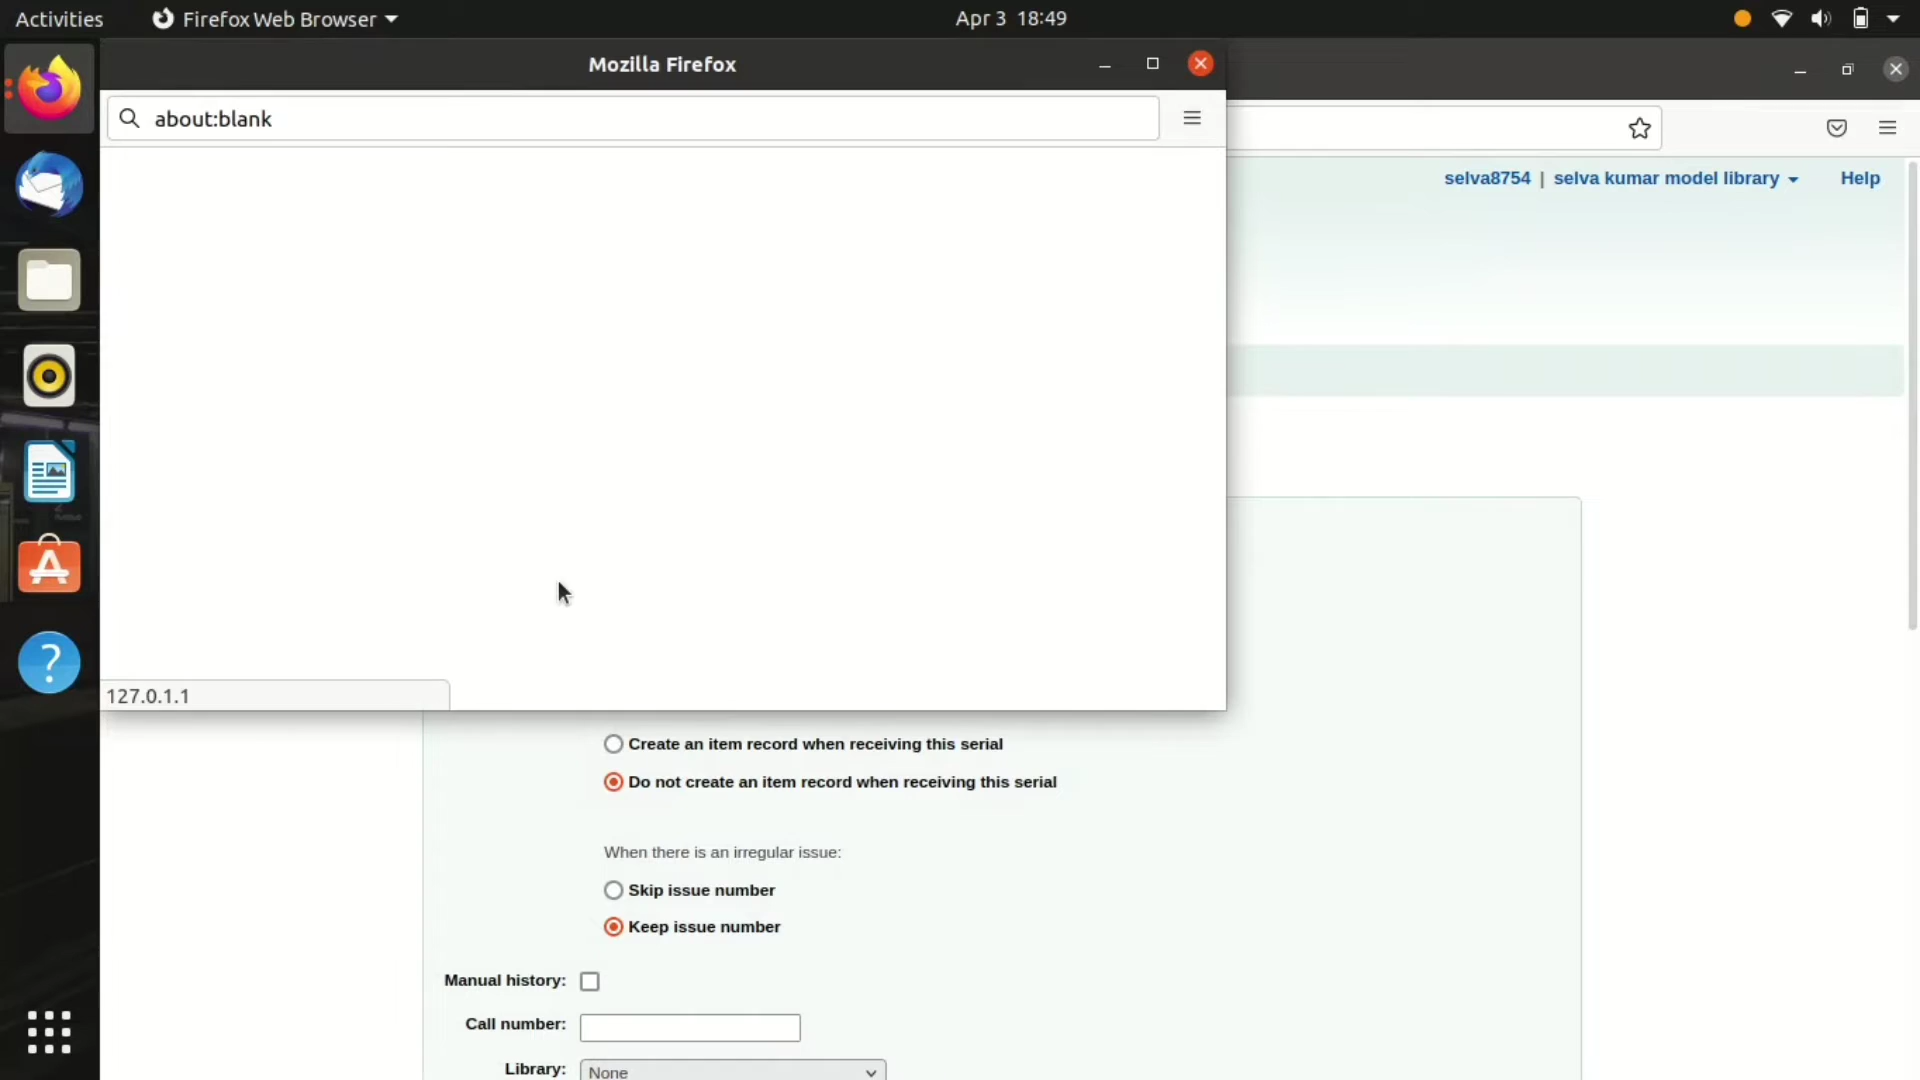 Activities
Firefox Web Browser
Apr 3 18:49
Mozilla Firefox
about:blank
selva8754 | selva kumar model library
Help
127.0.1.1
Create an item record when receiving this serial
Do not create an item record when receiving this serial
When there is an irregular issue:
Skip issue number
Keep issue number
Manual history:
Call number:
Library:
None